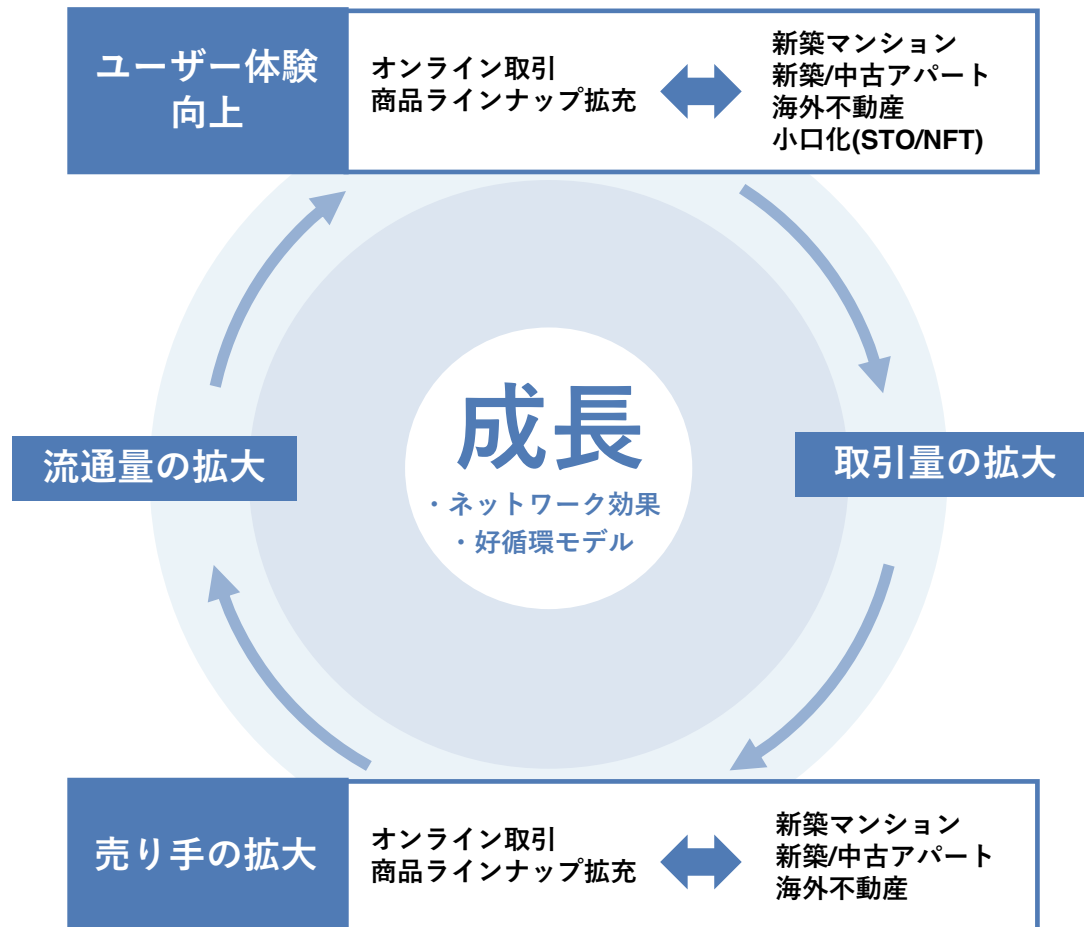 ユーザー体験
向上
オンライン取引
商品ラインナップ拡充
新築マンション
新築/中古アパート
海外不動産
小口化(STO/NFT)
成長
・ネットワーク効果
・好循環モデル
流通量の拡大
取引量の拡大
売り手の拡大
オンライン取引
商品ラインナップ拡充
新築マンション
新築/中古アパート
海外不動産